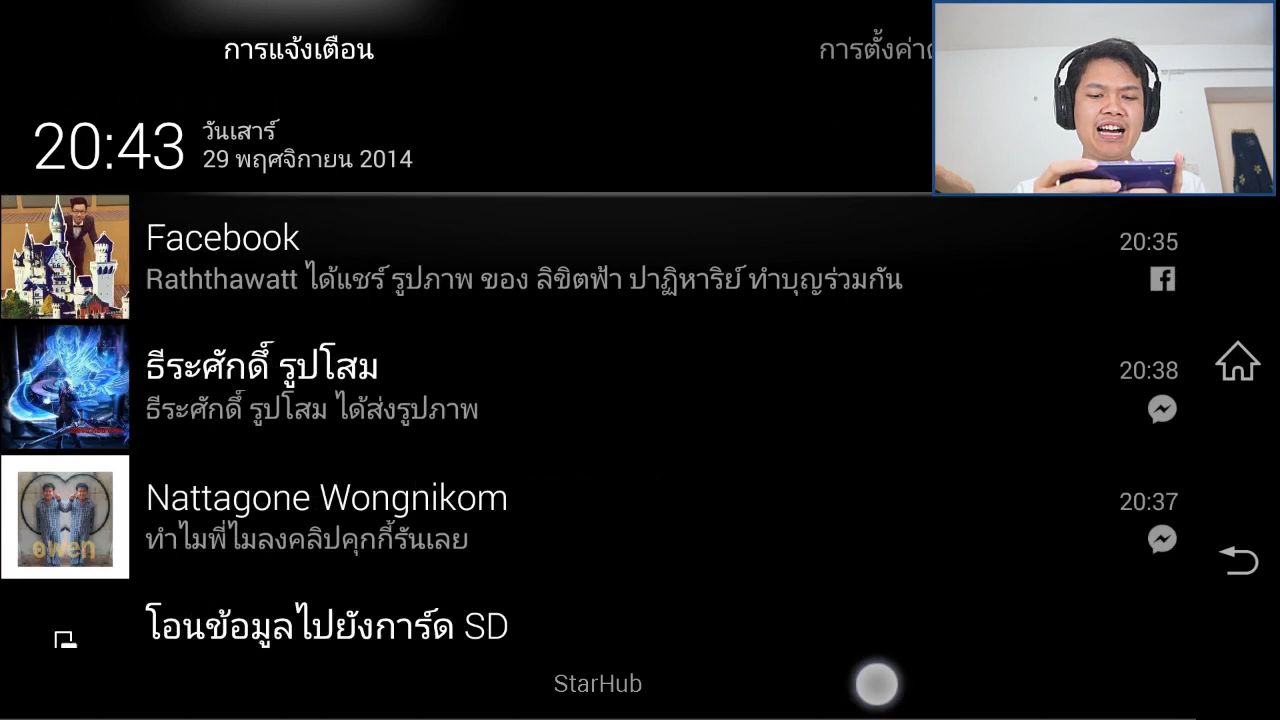 การแจ้งเตือน
การตั้งค่า
20:43
วันเสาร์
29 พฤศจิกายน 2014
Facebook
20:35
Raththawatt ได้แชร์ รูปภาพ ของ ลิขิตฟ้า ปาฏิหาริย์ ทำบุญร่วมกัน
ธีระศักดิ์์ รูปโสม
20:38
ธีระศักดิ์์ รูปโสม ได้ส่งรูปภาพ
Nattagone Wongnikom
20:37
ทำไมพี่ไมลงคลิปคุกกี้รันเลย
owen
โอนข้อมูลไปยังการ์ด SD
StarHub